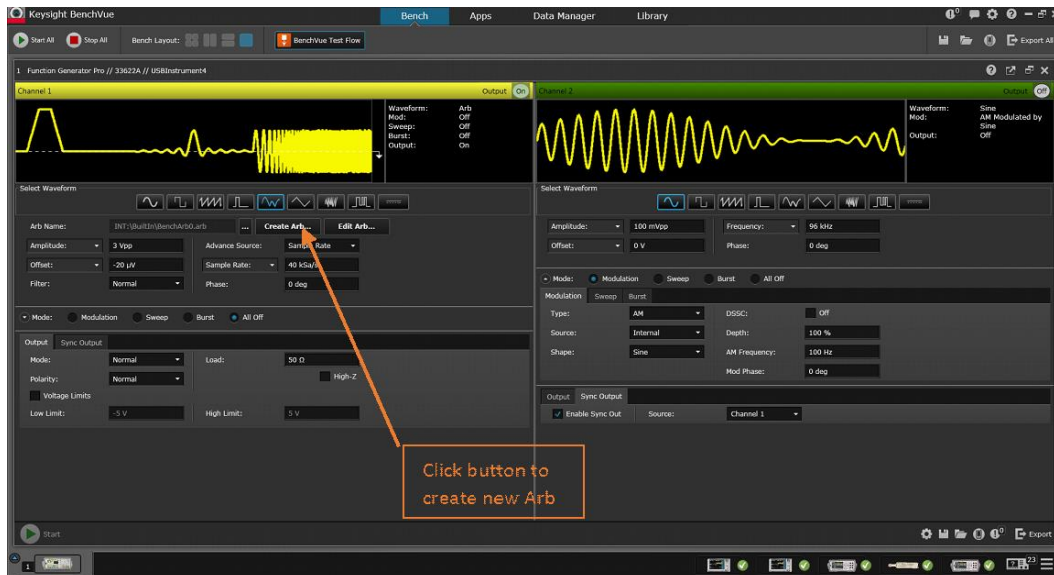 Keysight BenchVue
Bench
Apps
Data Manager
Library
Start All
Stop All
Bench Layout:
BenchVue Test Flow
Export All
1 Function Generator Pro // 33622A // USBInstrument4
Channel 1
Output On
Waveform: Arb
Mod: Off
Sweep: Off
Burst: Off
Output: On
Select Waveform
Arb Name: INT:\BuiltIn\BenchArb0.arb ... Create Arb... Edit Arb...
Amplitude: 3 Vpp Advance Source: Sample Rate
Offset: -20 µV Sample Rate: 40 kSa/s
Filter: Normal Phase: 0 deg
Mode: Modulation Sweep Burst All Off
Output Sync Output
Mode: Normal Load: 50 Ω
Polarity: Normal High-Z
Voltage Limits
Low Limit: -5 V High Limit: 5 V
Channel 2
Output Off
Waveform: Sine
Mod: AM Modulated by
Sine
Output: Off
Select Waveform
Amplitude: 100 mVpp Frequency: 96 kHz
Offset: 0 V Phase: 0 deg
Mode: Modulation Sweep Burst All Off
Modulation Sweep Burst
Type: AM DSSC: Off
Source: Internal Depth: 100 %
Shape: Sine AM Frequency: 100 Hz
Mod Phase: 0 deg
Output Sync Output
Enable Sync Out Source: Channel 1
Click button to
create new Arb
Start
Export
1
23